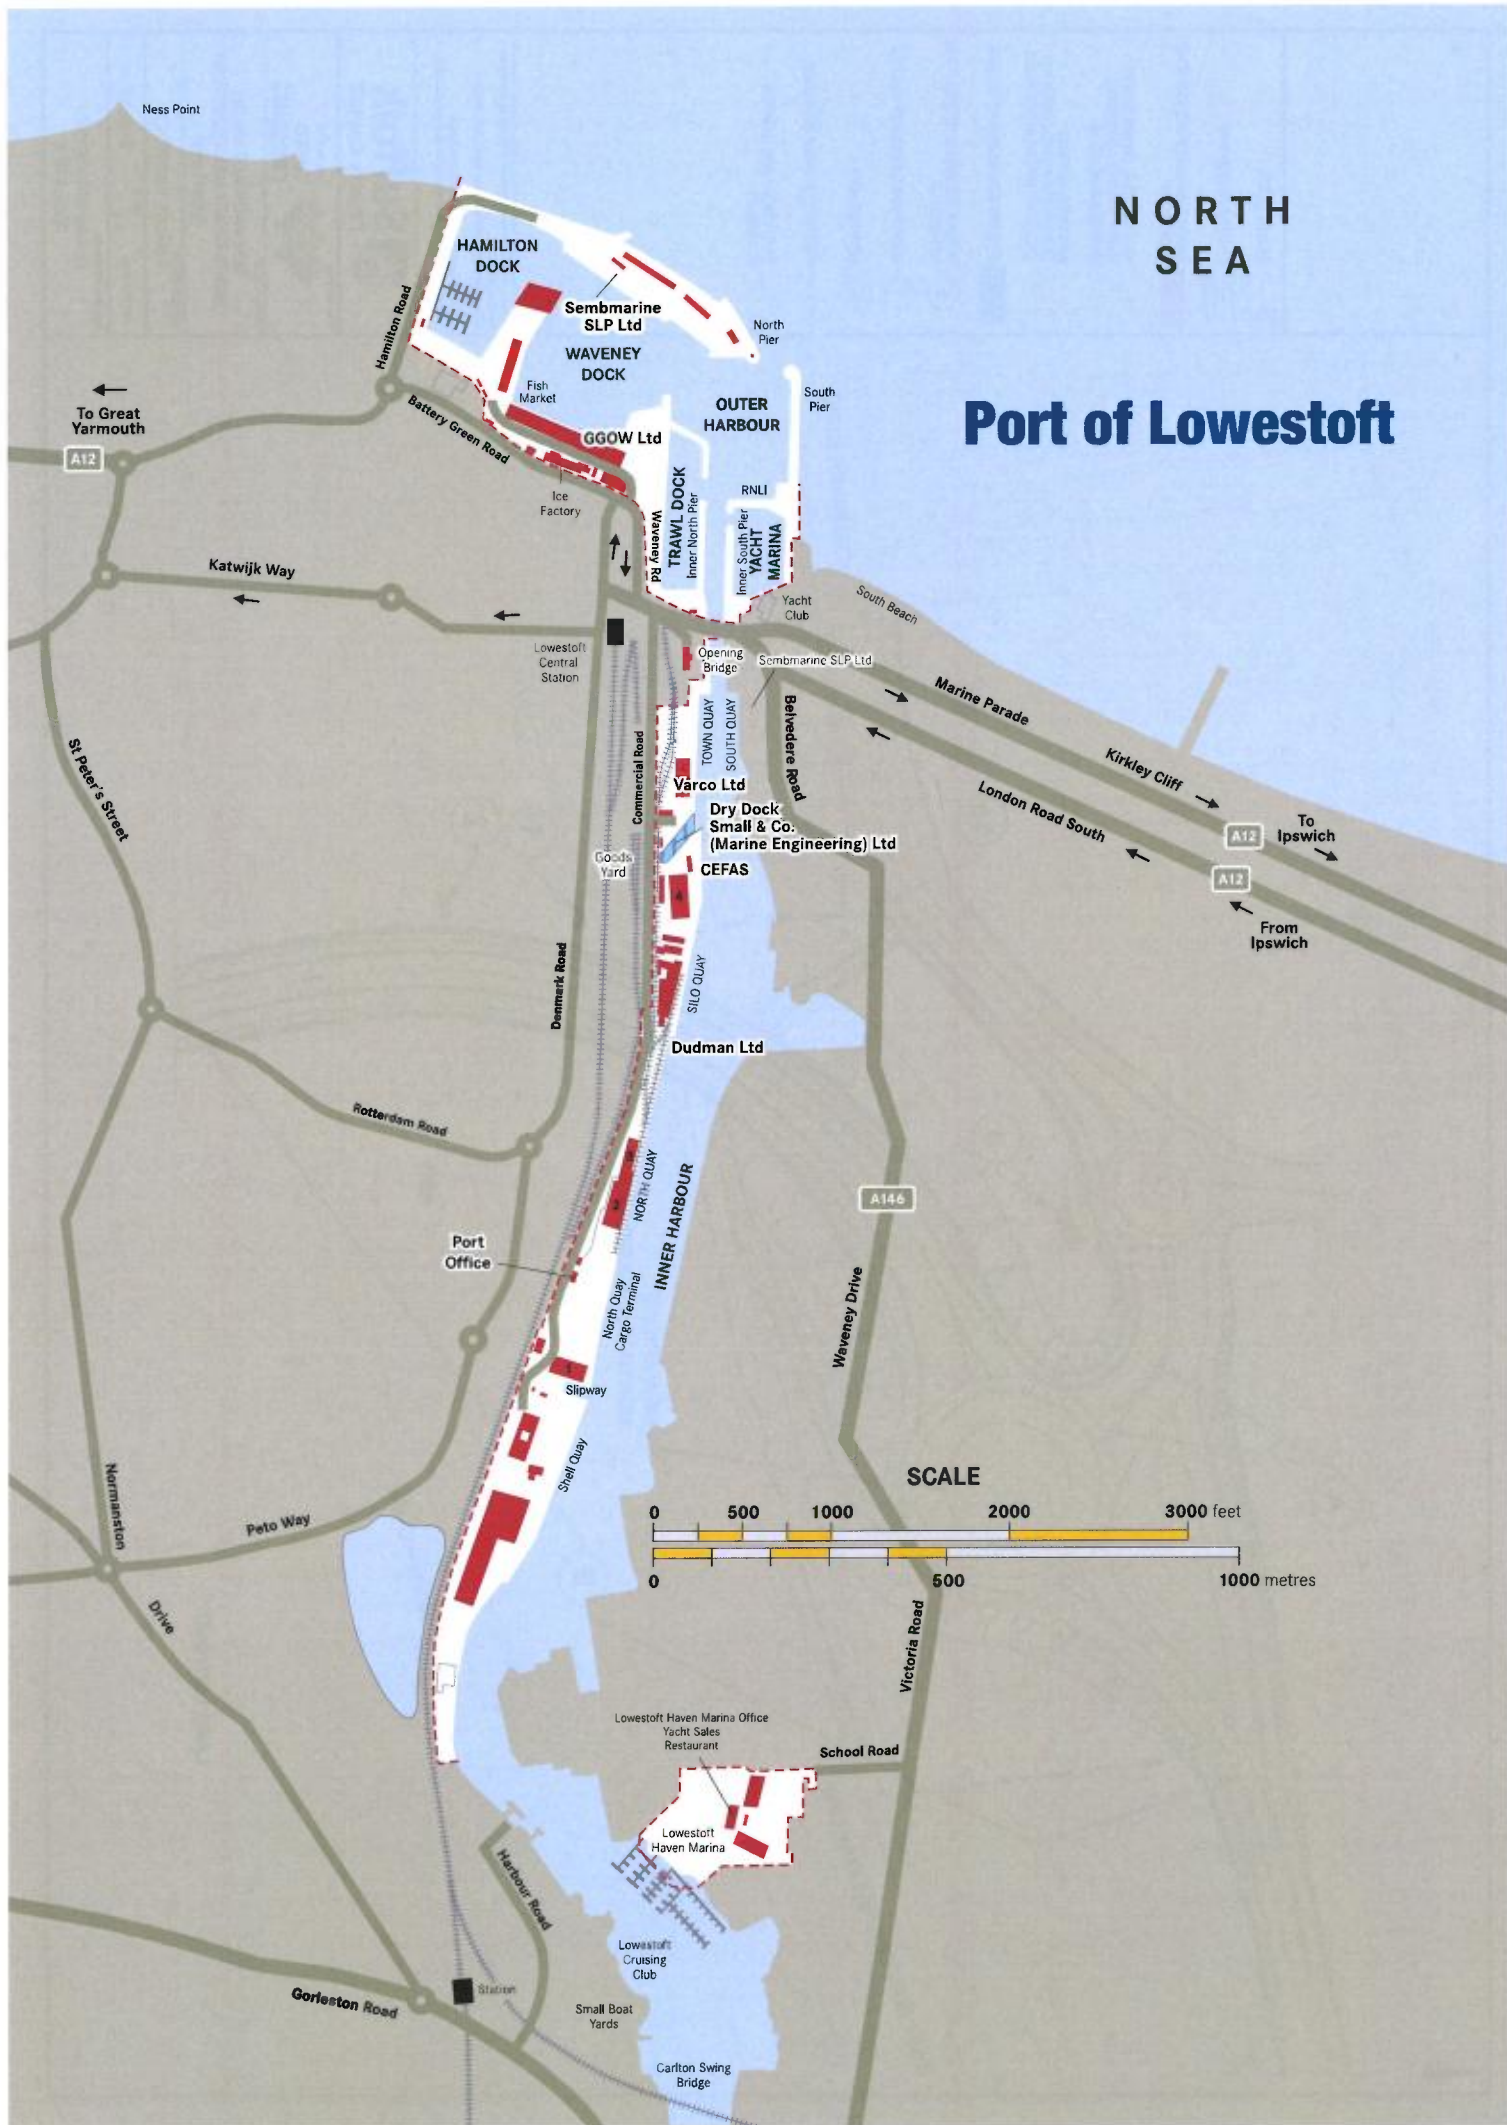 Ness Point
NORTH
SEA
Port of Lowestoft
HAMILTON
DOCK
Sembmarine
SLP Ltd
North
Pier
Hamilton Road
WAVENEY
DOCK
South
Pier
Fish
Market
OUTER
HARBOUR
To Great
Yarmouth
A12
Battery Green Road
GGOW Ltd
Ice
Factory
TRAWL DOCK
Inner North Pier
RNLI
Inner South Pier
YACHT
MARINA
Waveney Rd
Katwijk Way
Yacht
Club
South Beach
Lowestoft
Central
Station
Opening
Bridge
Sembmarine SLP Ltd
Marine Parade
Kirkley Cliff
London Road South
A12
To
Ipswich
A12
From
Ipswich
St Peter's Street
Commercial Road
TOWN QUAY
SOUTH QUAY
Belvedere Road
Varco Ltd
Dry Dock
Small & Co.
(Marine Engineering) Ltd
CEFAS
Goods
Yard
4
Denmark Road
SILO QUAY
Dudman Ltd
Rotterdam Road
NORTH QUAY
INNER HARBOUR
A146
Port
Office
North Quay
Cargo Terminal
Waveney Drive
Slipway
Shell Quay
SCALE
0 500 1000 2000 3000 feet
0 500 1000 metres
Normanston
Drive
Peto Way
Victoria Road
Lowestoft Haven Marina Office
Yacht Sales
Restaurant
School Road
Lowestoft
Haven Marina
Harbour Road
Lowestoft
Cruising
Club
Gorleston Road
Station
Small Boat
Yards
Carlton Swing
Bridge